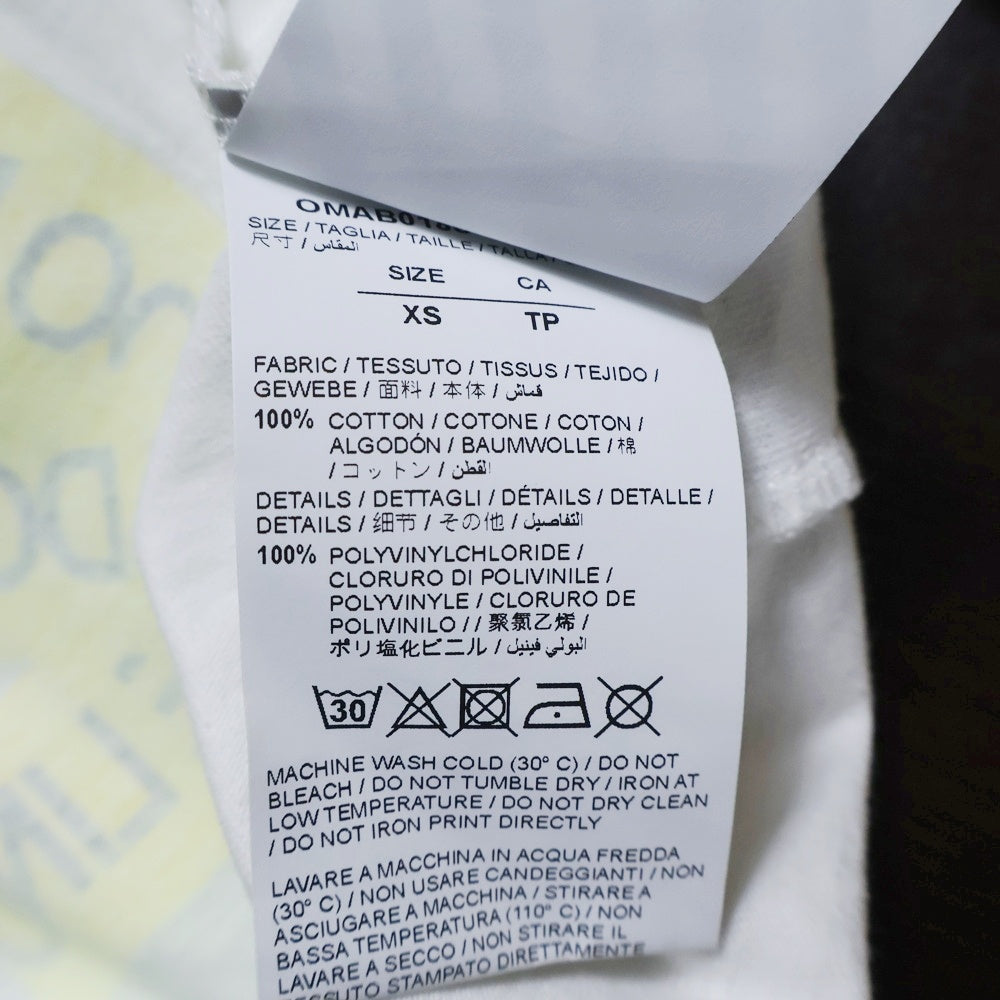 SIZE / TAGLIA / TAILLE / TALLA /
尺寸 / المقاس
SIZE CA
XS TP
FABRIC / TESSUTO / TISSUS / TEJIDO /
GEWEBE / 面料 / 本体 / قماش
100% COTTON / COTONE / COTON /
ALGODÓN / BAUMWOLLE / 棉
/ コットン / القطن
DETAILS / DETTAGLI / DÉTAILS / DETALLE /
DETAILS / 细节 / その他 / التفاصيل
100% POLYVINYLCHLORIDE /
CLORURO DI POLIVINILE /
POLYVINYLE / CLORURO DE
POLIVINILO / / 聚氯乙烯 /
ポリ塩化ビニル / البولي فينيل
30
MACHINE WASH COLD (30° C) / DO NOT
BLEACH / DO NOT TUMBLE DRY / IRON AT
LOW TEMPERATURE / DO NOT DRY CLEAN
/ DO NOT IRON PRINT DIRECTLY
LAVARE A MACCHINA IN ACQUA FREDDA
(30° C) / NON USARE CANDEGGIANTI / NON
ASCIUGARE A MACCHINA / STIRARE A
BASSA TEMPERATURA (110° C) / NON
LAVARE A SECCO / NON STIRARE IL
STAMPATO DIRETTAMENTE